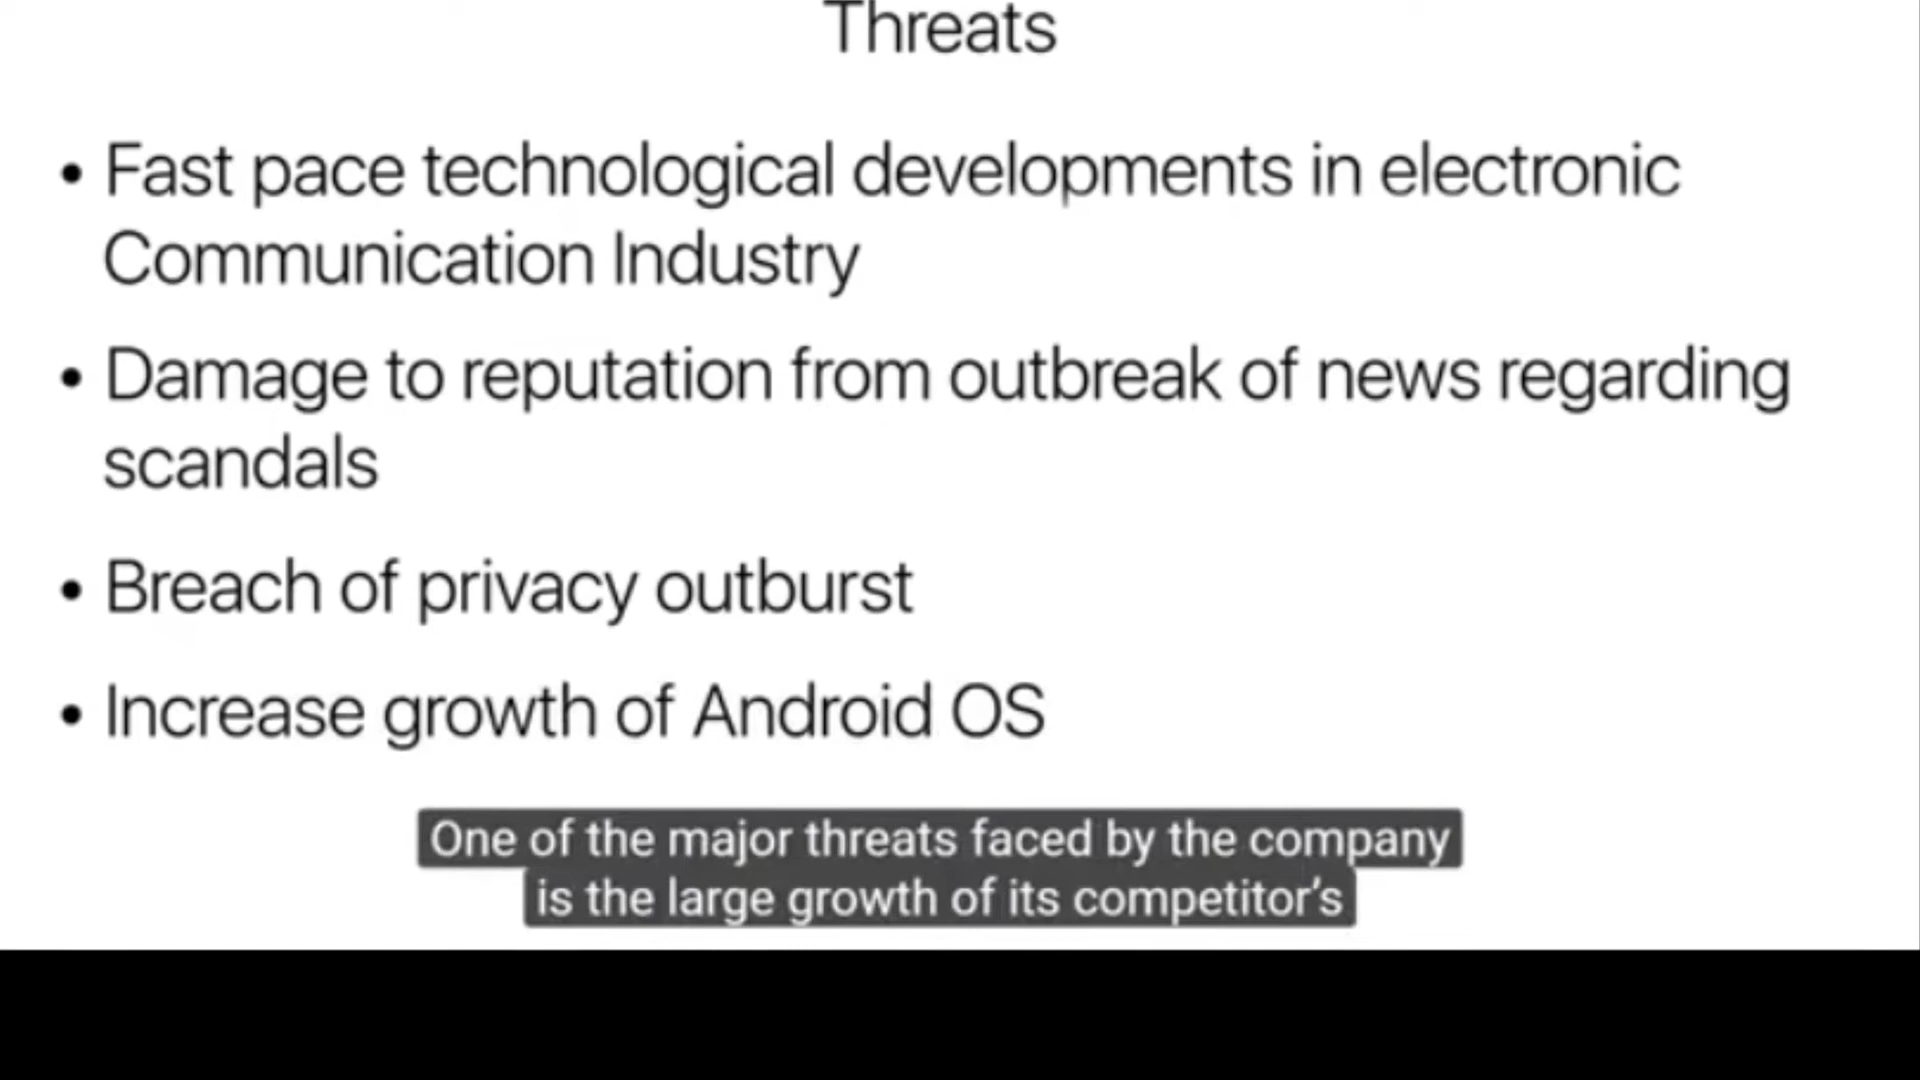 Threats
• Fast pace technological developments in electronic
Communication Industry
• Damage to reputation from outbreak of news regarding
scandals
• Breach of privacy outburst
• Increase growth of Android OS
One of the major threats faced by the company
is the large growth of its competitor's